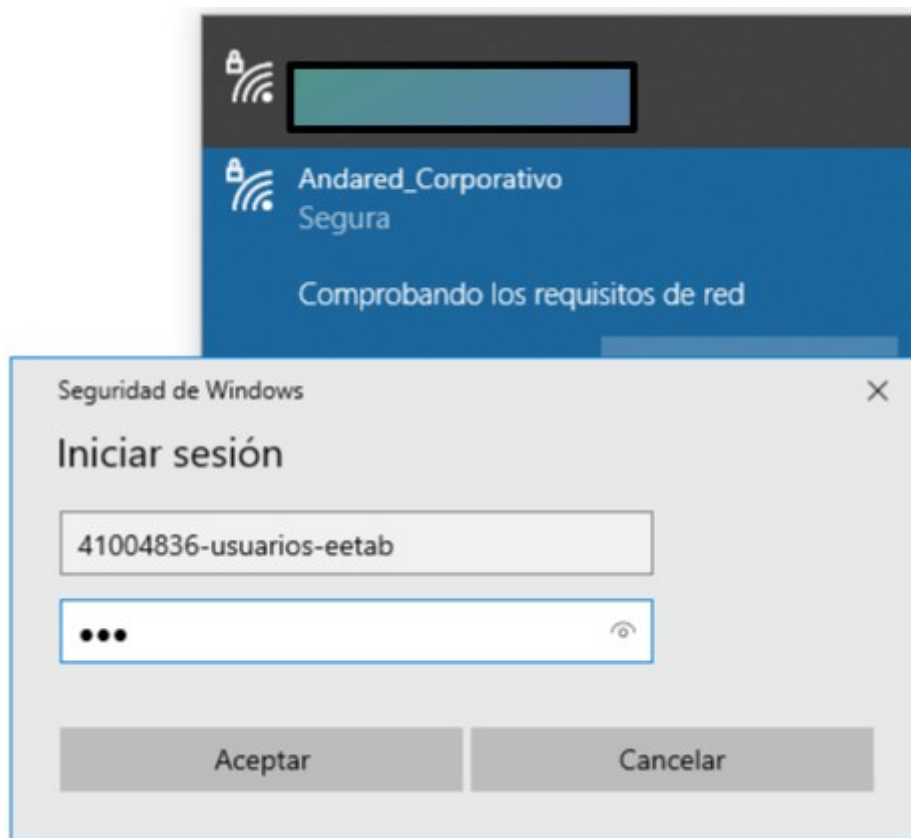 Andared_Corporativo
Segura
Comprobando los requisitos de red
Seguridad de Windows
Iniciar sesión
41004836-usuarios-eetab
•••
Aceptar
Cancelar